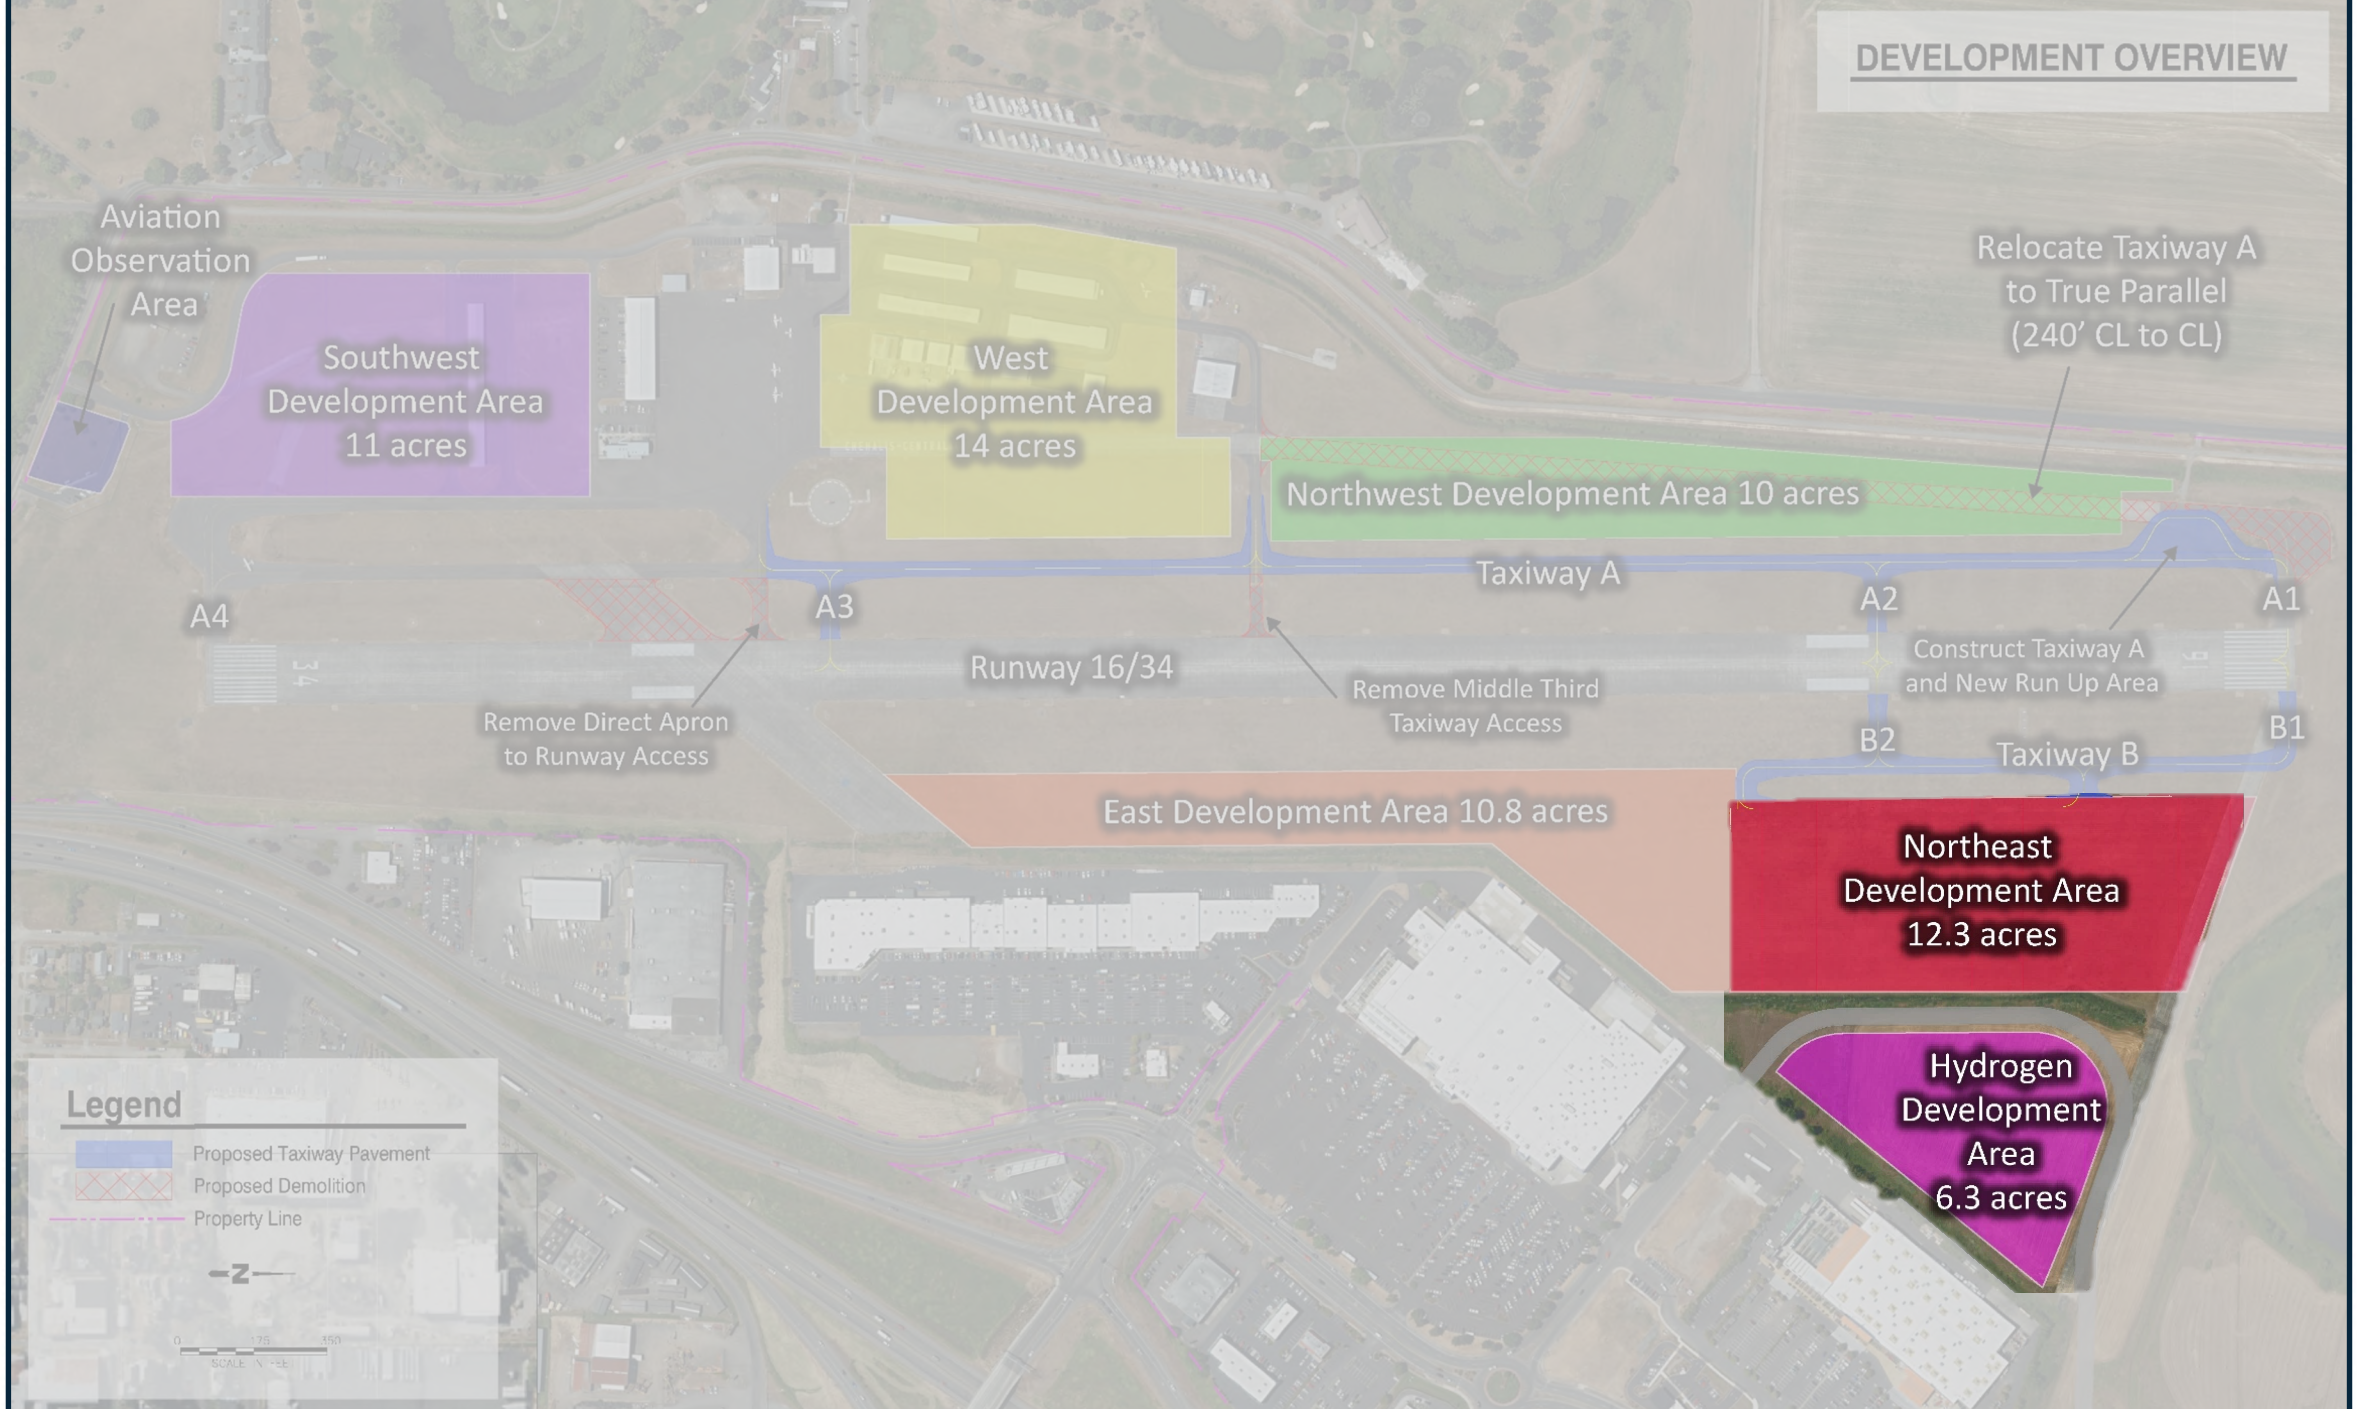 DEVELOPMENT OVERVIEW
Aviation
Observation
Area
Relocate Taxiway A
to True Parallel
(240’ CL to CL)
Southwest
Development Area
11 acres
West
Development Area
14 acres
Northwest Development Area 10 acres
Taxiway A
A4
A3
A2
A1
34
Runway 16/34
Construct Taxiway A
and New Run Up Area
Remove Direct Apron
to Runway Access
Remove Middle Third
Taxiway Access
B2
Taxiway B
B1
East Development Area 10.8 acres
Northeast
Development Area
12.3 acres
Hydrogen
Development
Area
6.3 acres
Legend
Proposed Taxiway Pavement
Proposed Demolition
Property Line
N
0 175 350